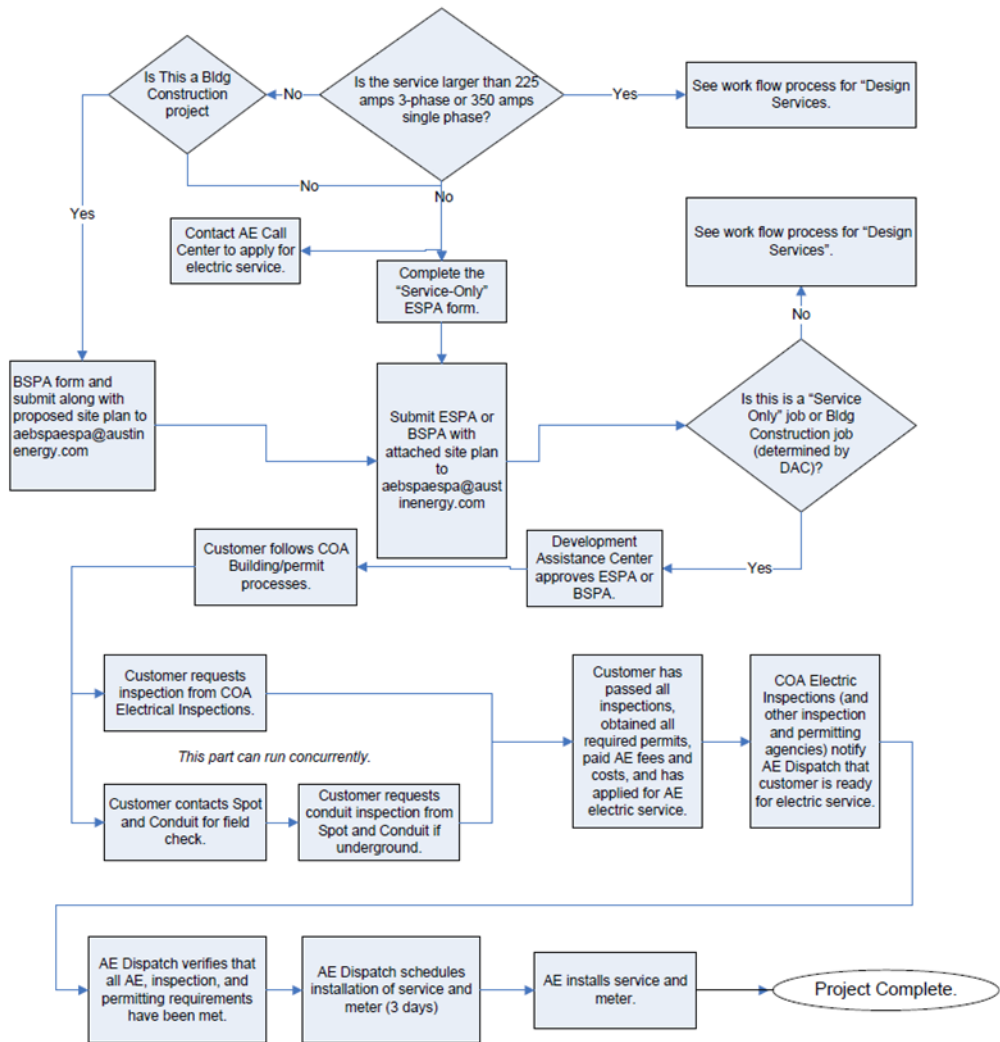 Is This a Bldg
Construction
project
No
Is the service larger than 225
amps 3-phase or 350 amps
single phase?
Yes
See work flow process for "Design
Services.
No
No
Yes
Contact AE Call
Center to apply for
electric service.
See work flow process for "Design
Services".
Complete the
"Service-Only"
ESPA form.
No
BSPA form and
submit along with
proposed site plan to
aebspaespa@austin
energy.com
Submit ESPA or
BSPA with
attached site plan
to
aebspaespa@aust
inenergy.com
Is this is a "Service
Only" job or Bldg
Construction job
(determined by
DAC)?
Customer follows COA
Building/permit
processes.
Development
Assistance Center
approves ESPA or
BSPA.
Yes
Customer requests
inspection from COA
Electrical Inspections.
This part can run concurrently.
Customer contacts Spot
and Conduit for field
check.
Customer requests
conduit inspection from
Spot and Conduit if
underground.
Customer has
passed all
inspections,
obtained all
required permits,
paid AE fees and
costs, and has
applied for AE
electric service.
COA Electric
Inspections (and
other inspection
and permitting
agencies) notify
AE Dispatch that
customer is ready
for electric service.
AE Dispatch verifies that
all AE, inspection, and
permitting requirements
have been met.
AE Dispatch schedules
installation of service and
meter (3 days)
AE installs service and
meter.
Project Complete.